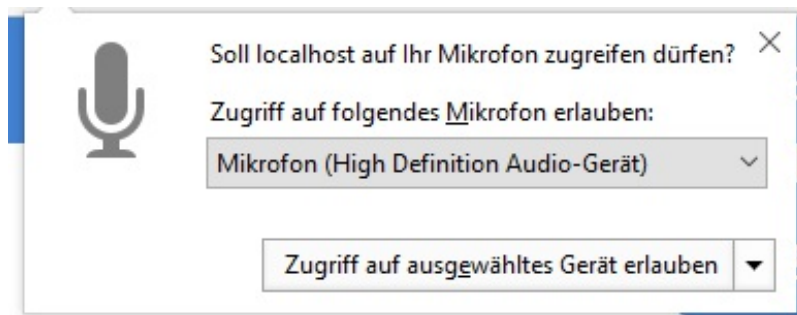 Soll localhost auf Ihr Mikrofon zugreifen dürfen?
Zugriff auf folgendes Mikrofon erlauben:
Mikrofon (High Definition Audio-Gerät)
Zugriff auf ausgewähltes Gerät erlauben